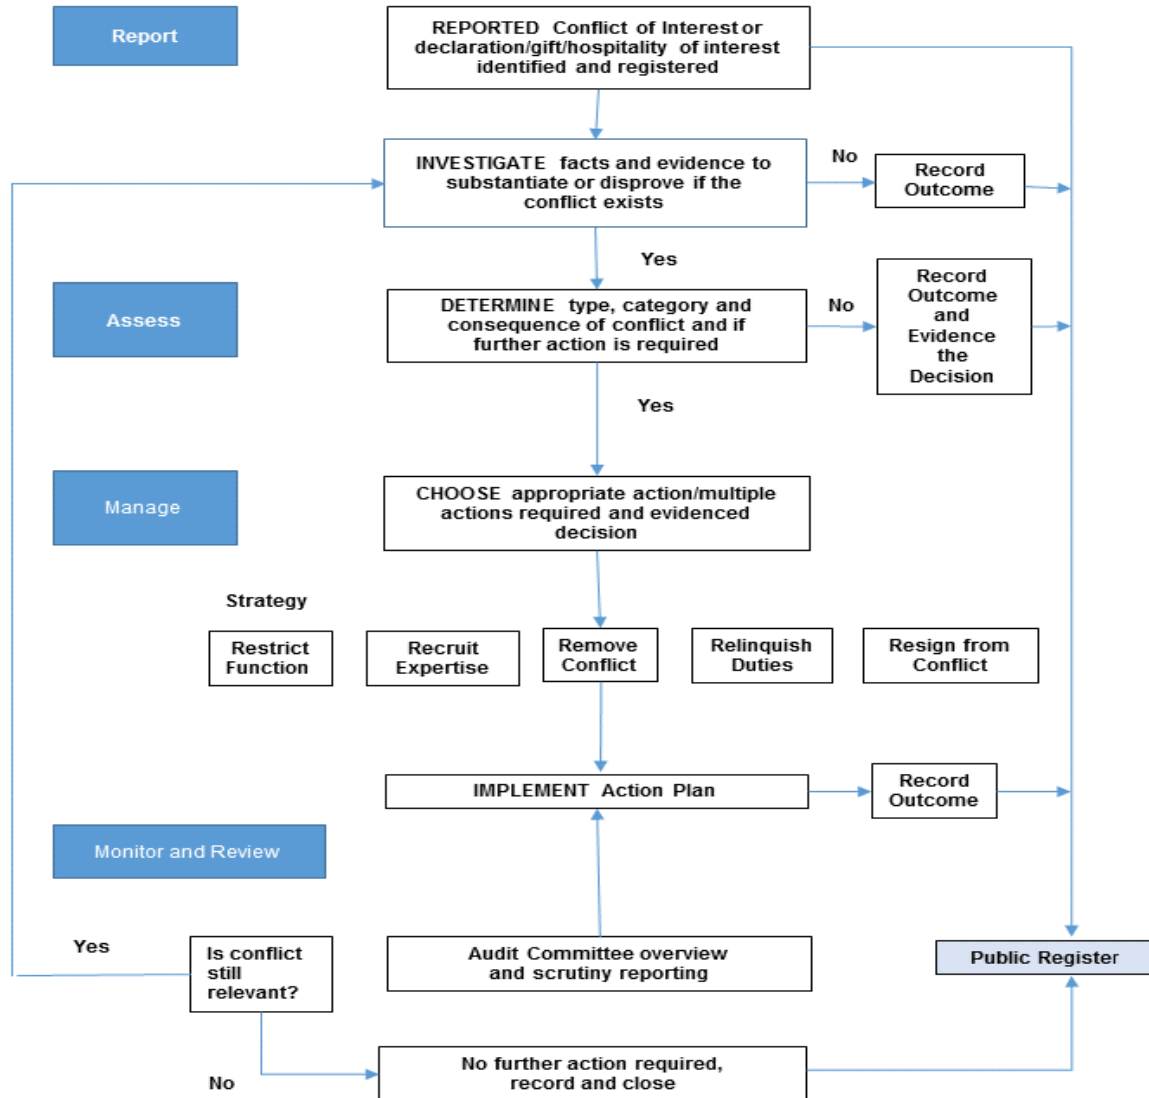 Report
REPORTED Conflict of Interest or
declaration/gift/hospitality of interest
identified and registered
INVESTIGATE facts and evidence to
substantiate or disprove if the
conflict exists
No
Record
Outcome
Yes
Assess
DETERMINE type, category and
consequence of conflict and if
further action is required
No
Record
Outcome
and
Evidence
the
Decision
Yes
Manage
CHOOSE appropriate action/multiple
actions required and evidenced
decision
Strategy
Restrict
Function
Recruit
Expertise
Remove
Conflict
Relinquish
Duties
Resign from
Conflict
IMPLEMENT Action Plan
Record
Outcome
Monitor and Review
Yes
Is conflict
still
relevant?
Audit Committee overview
and scrutiny reporting
Public Register
No
No further action required,
record and close